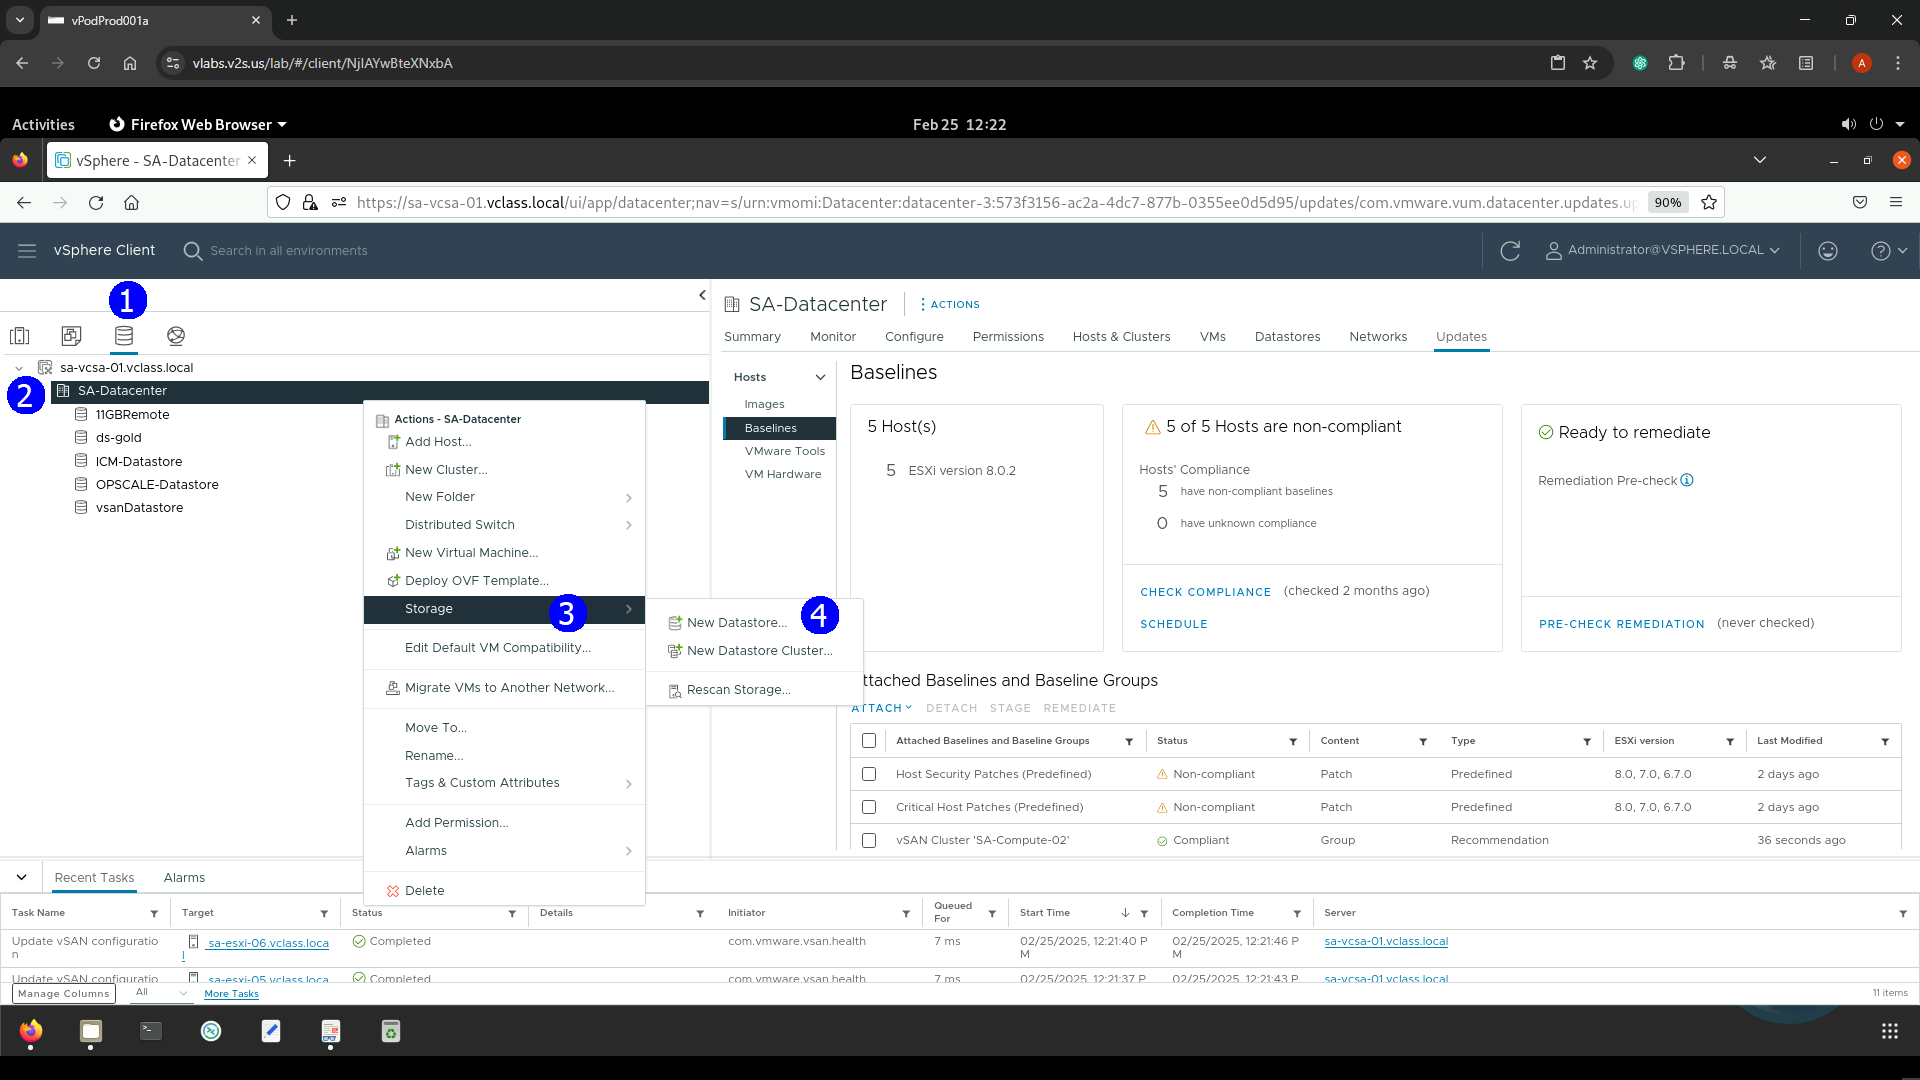 vPodProd001a
vlabs.v2s.us/lab/#/client/NjIAYwBteXNxbA
A
Activities
Firefox Web Browser
Feb 25 12:22
vSphere - SA-Datacenter
https://sa-vcsa-01.vclass.local/ui/app/datacenter;nav=s/urn:vmomi:Datacenter:datacenter-3:573f3156-ac2a-4dc7-877b-0355ee0d5d95/updates/com.vmware.vum.datacenter.updates.up
90%
vSphere Client
Search in all environments
Administrator@VSPHERE.LOCAL
1
sa-vcsa-01.vclass.local
2
SA-Datacenter
11GBRemote
ds-gold
ICM-Datastore
OPSCALE-Datastore
vsanDatastore
Actions - SA-Datacenter
Add Host...
New Cluster...
New Folder
Distributed Switch
New Virtual Machine...
Deploy OVF Template...
Storage
3
Edit Default VM Compatibility...
Migrate VMs to Another Network...
Move To...
Rename...
Tags & Custom Attributes
Add Permission...
Alarms
Delete
New Datastore...
4
New Datastore Cluster...
Rescan Storage...
SA-Datacenter
ACTIONS
Summary Monitor Configure Permissions Hosts & Clusters VMs Datastores Networks Updates
Hosts
Images
Baselines
VMware Tools
VM Hardware
Baselines
5 Host(s)
5 ESXi version 8.0.2
5 of 5 Hosts are non-compliant
Hosts' Compliance
5 have non-compliant baselines
0 have unknown compliance
CHECK COMPLIANCE (checked 2 months ago)
SCHEDULE
Ready to remediate
Remediation Pre-check
PRE-CHECK REMEDIATION (never checked)
ttached Baselines and Baseline Groups
ATTACH DETACH STAGE REMEDIATE
Attached Baselines and Baseline Groups Status Content Type ESXi version Last Modified
Host Security Patches (Predefined) Non-compliant Patch Predefined 8.0, 7.0, 6.7.0 2 days ago
Critical Host Patches (Predefined) Non-compliant Patch Predefined 8.0, 7.0, 6.7.0 2 days ago
vSAN Cluster 'SA-Compute-02' Compliant Group Recommendation 36 seconds ago
Recent Tasks Alarms
Task Name Target Status Details Initiator Queued For Start Time Completion Time Server
Update vSAN configuratio
n
sa-esxi-06.vclass.loca
l
Completed
com.vmware.vsan.health
7 ms
02/25/2025, 12:21:40 P
M
02/25/2025, 12:21:46 P
M
sa-vcsa-01.vclass.local
Update vSAN configuratio sa-esxi-05.vclass.loca Completed com.vmware.vsan.health 7 ms 02/25/2025, 12:21:37 P 02/25/2025, 12:21:43 P sa-vcsa-01.vclass.local
Manage Columns All More Tasks
11 items